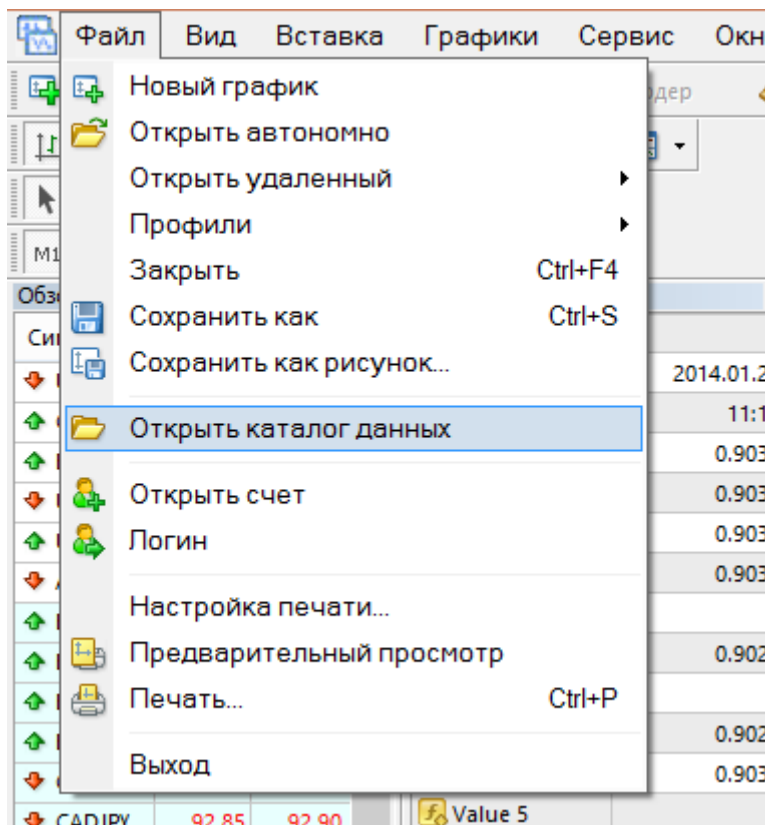 Файл Вид Вставка Графики Сервис
Новый график
Открыть автономно
Открыть удаленный
Профили
M1
Закрыть Ctrl+F4
Сохранить как Ctrl+S
Сохранить как рисунок...
2014.01.2
Открыть каталог данных
11:1
0.903
Открыть счет
0.903
Логин
0.903
0.903
Настройка печати...
Предварительный просмотр
0.902
Печать... Ctrl+P
0.902
Выход
0.903
CADJPY 92.85 92.90 Value 5